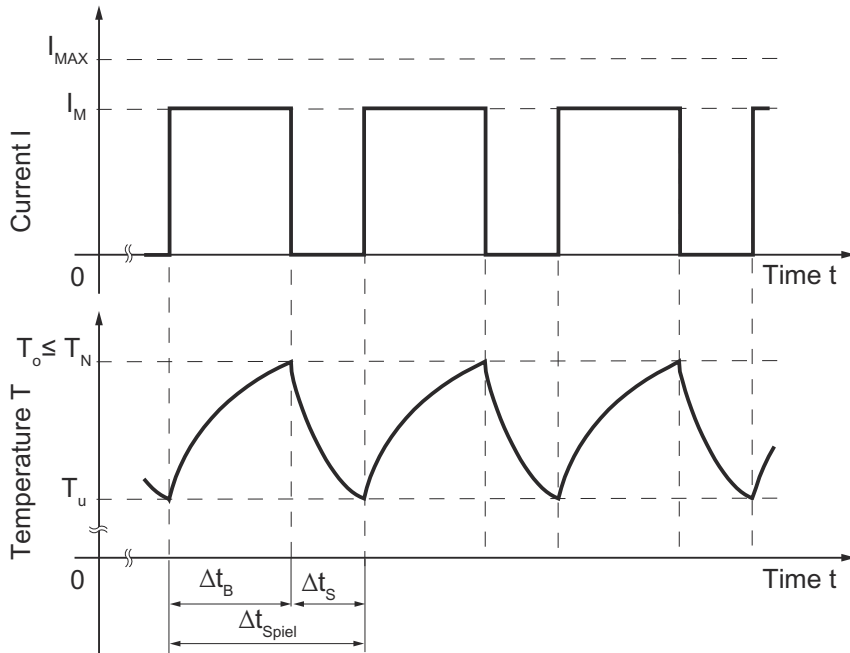 I_MAX
I_M
Current I
0
Time t
T_o ≤ T_N
Temperature T
T_u
0
Time t
Δt_B
Δt_S
Δt_Spiel